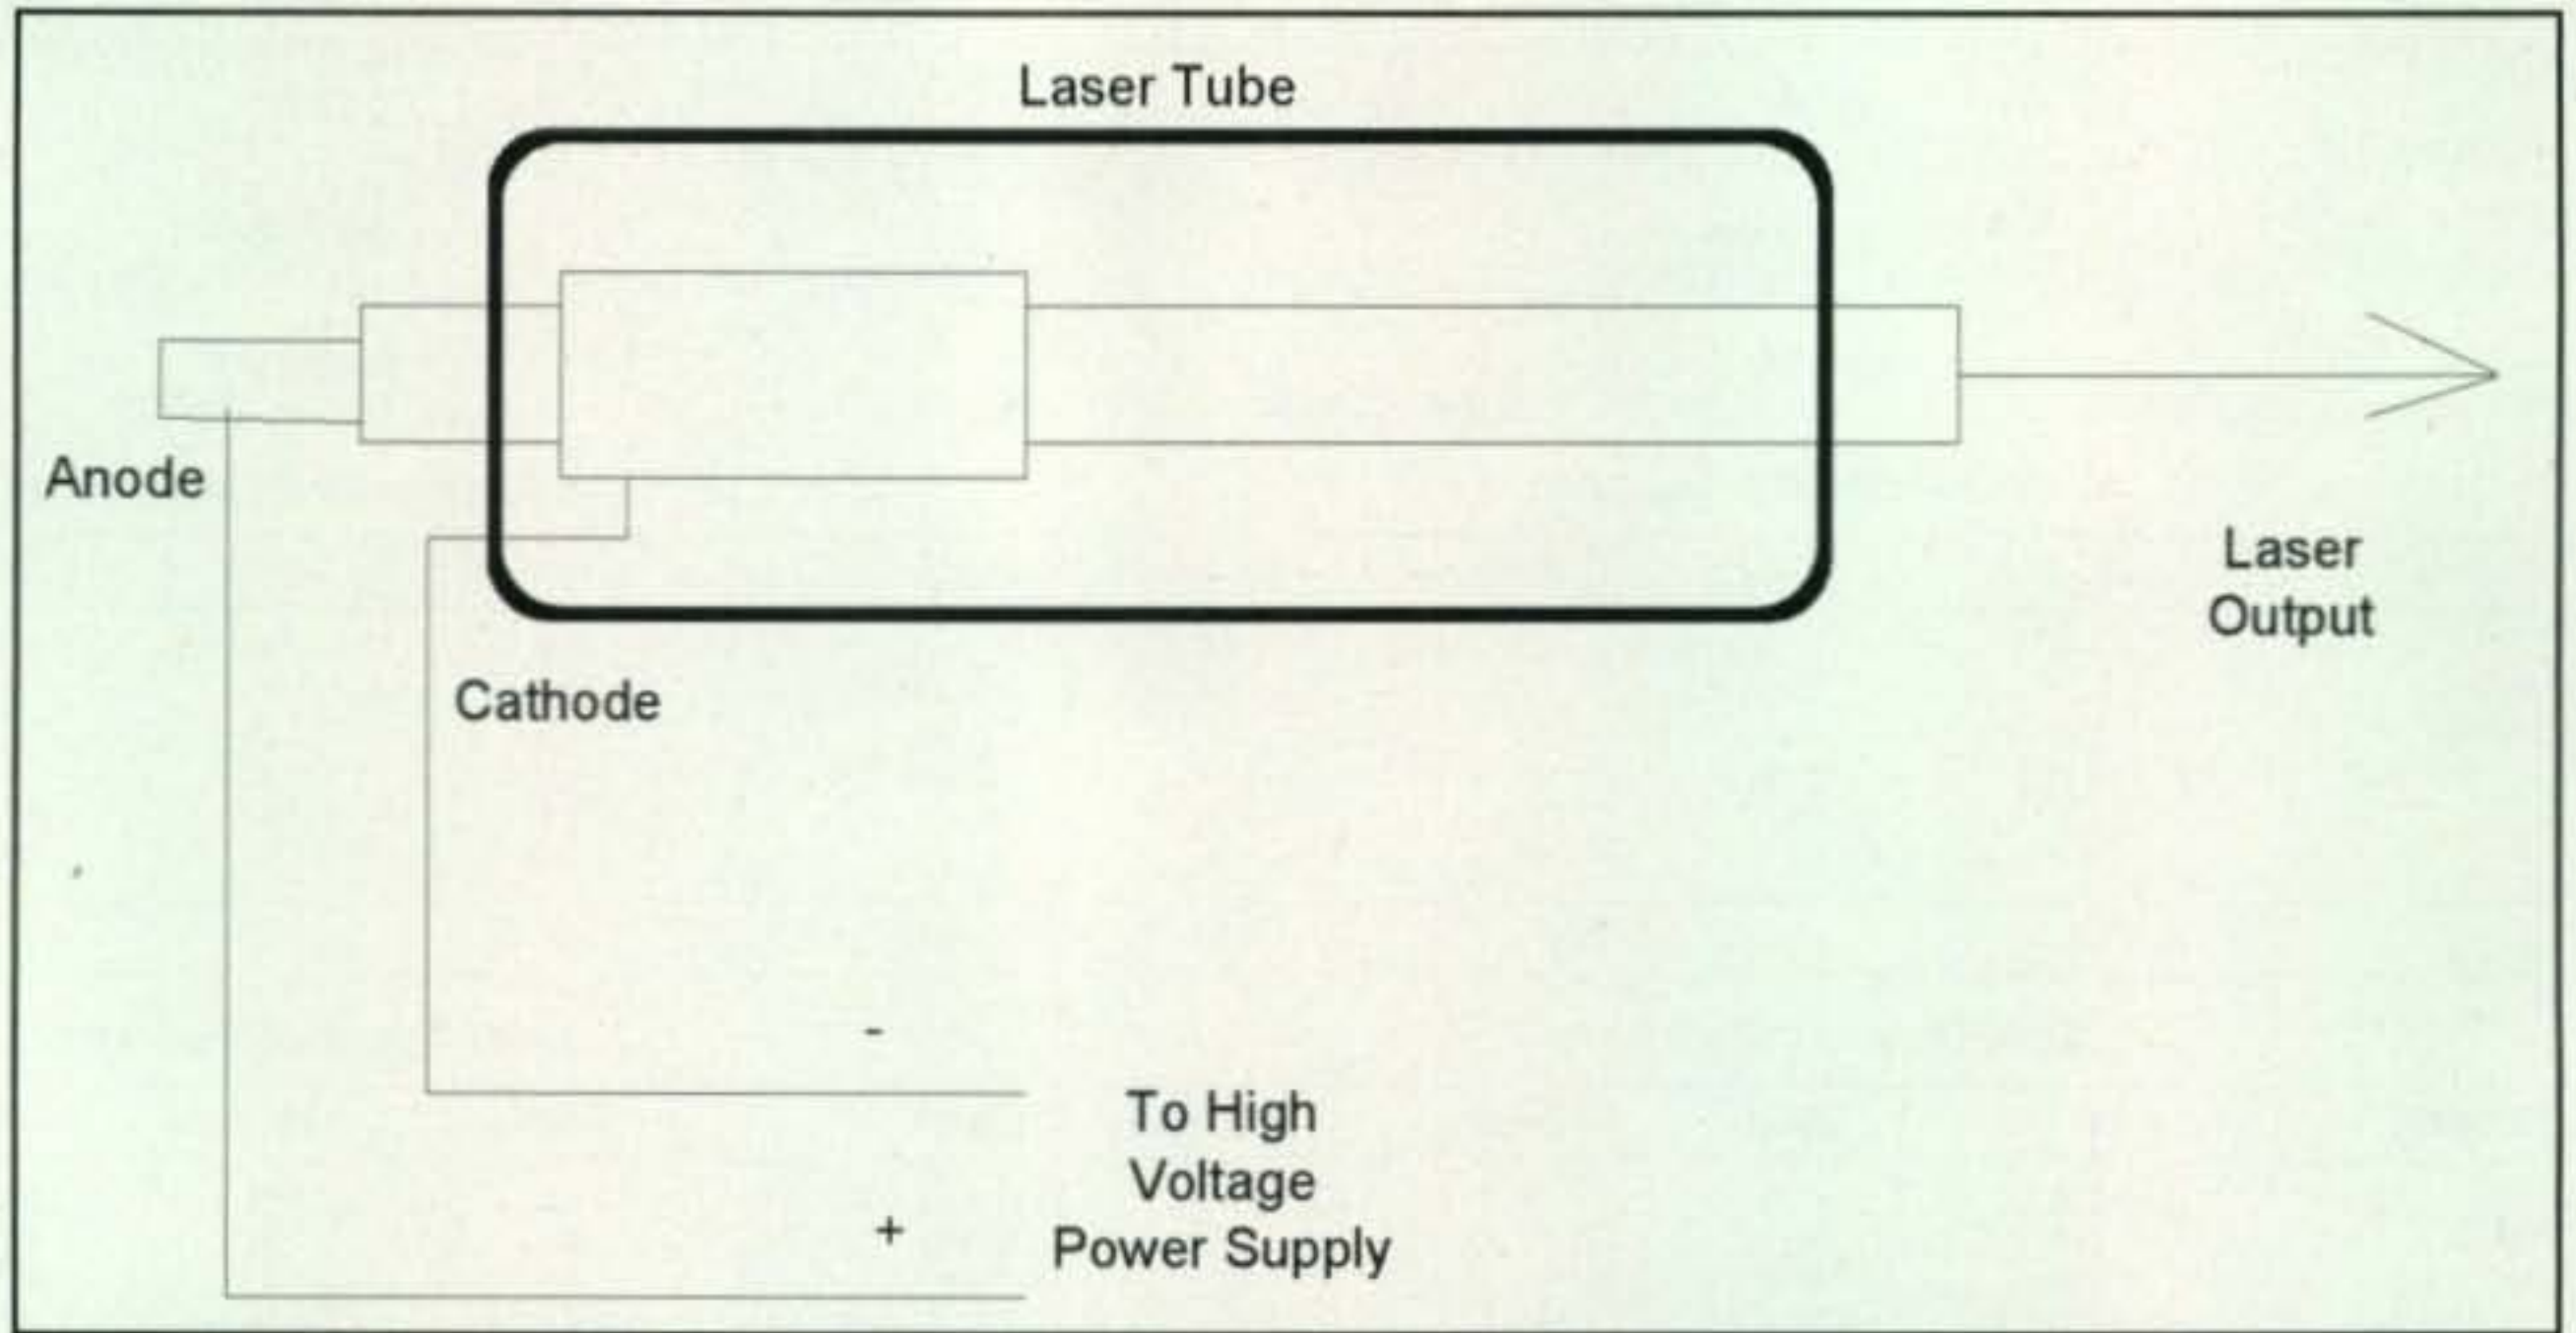 Laser Tube
Anode
Laser
Output
Cathode
-
To High
Voltage
Power Supply
+